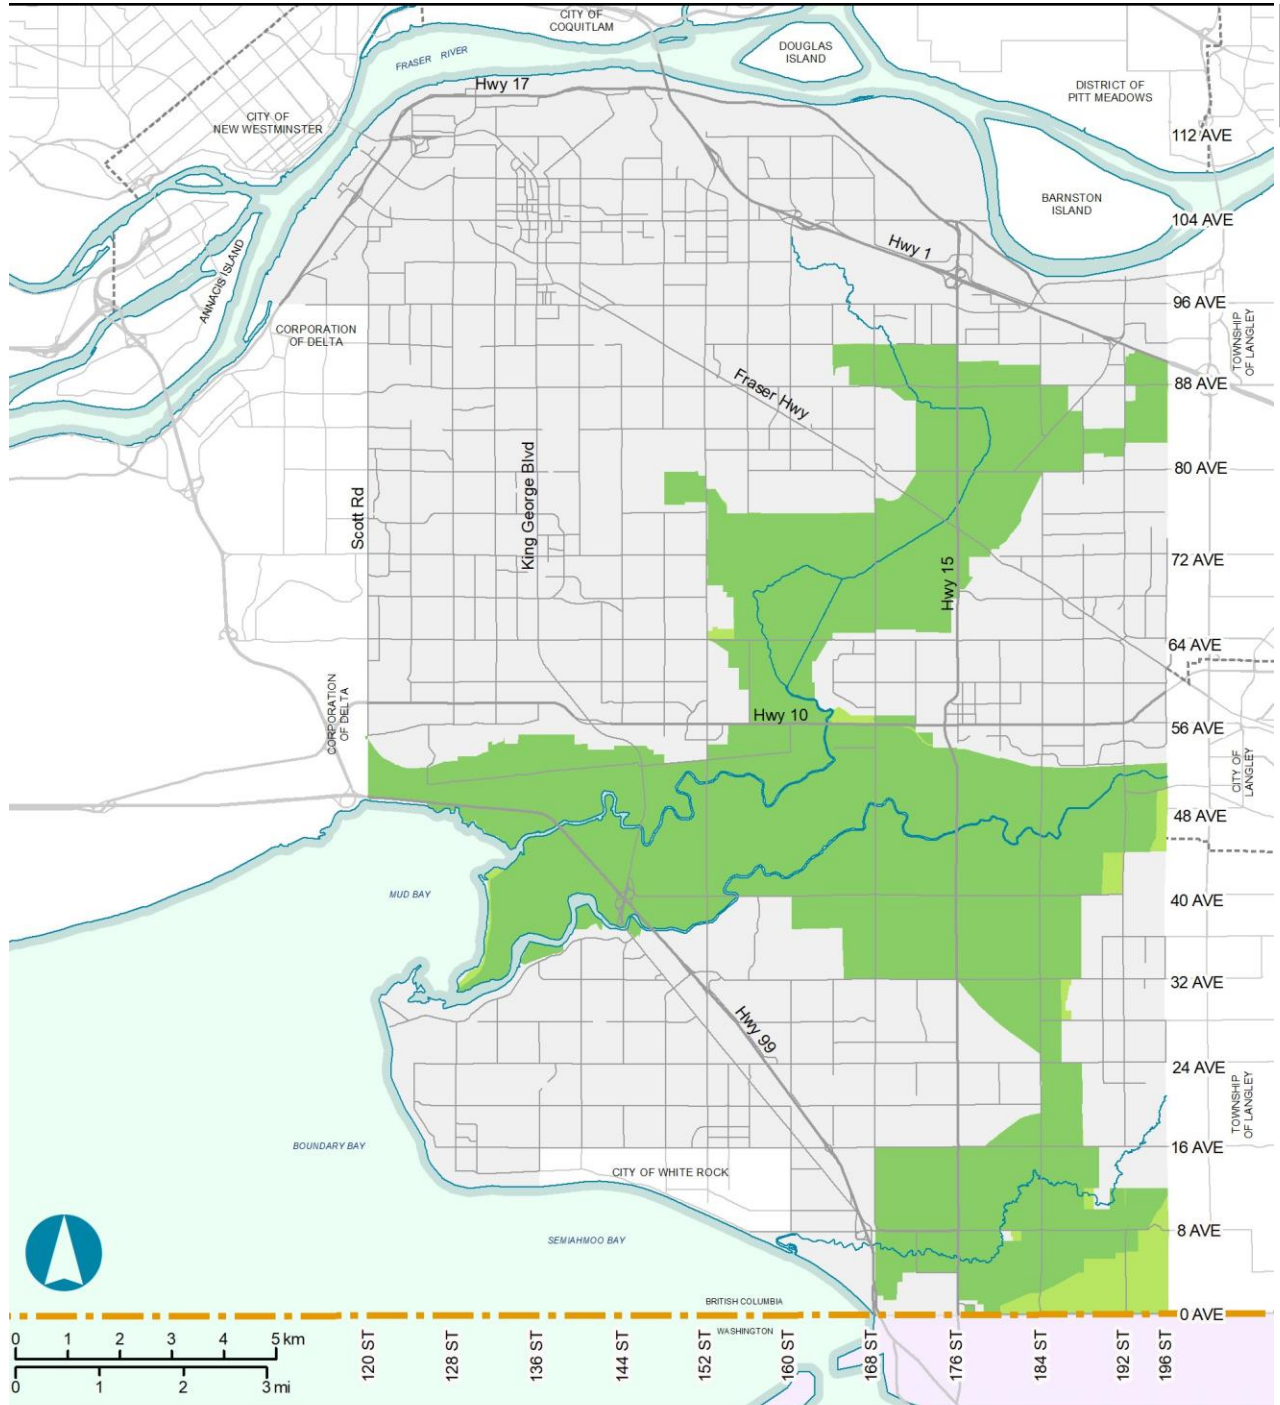 CITY OF
COQUITLAM
FRASER RIVER
DOUGLAS
ISLAND
Hwy 17
DISTRICT OF
PITT MEADOWS
CITY OF
NEW WESTMINSTER
112 AVE
BARNSTON
ISLAND
104 AVE
Hwy 1
ANNACIS ISLAND
96 AVE
CORPORATION
OF DELTA
TOWNSHIP
OF LANGLEY
88 AVE
Fraser Hwy
80 AVE
King George Blvd
Scott Rd
72 AVE
Hwy 15
64 AVE
CORPORATION
OF DELTA
Hwy 10
56 AVE
CITY OF
LANGLEY
48 AVE
MUD BAY
40 AVE
32 AVE
Hwy 99
24 AVE
TOWNSHIP
OF LANGLEY
BOUNDARY BAY
16 AVE
CITY OF WHITE ROCK
8 AVE
SEMIAHMOO BAY
BRITISH COLUMBIA
0 AVE
WASHINGTON
0 1 2 3 4 5 km
0 1 2 3 mi
120 ST
128 ST
136 ST
144 ST
152 ST
160 ST
168 ST
176 ST
184 ST
192 ST
196 ST